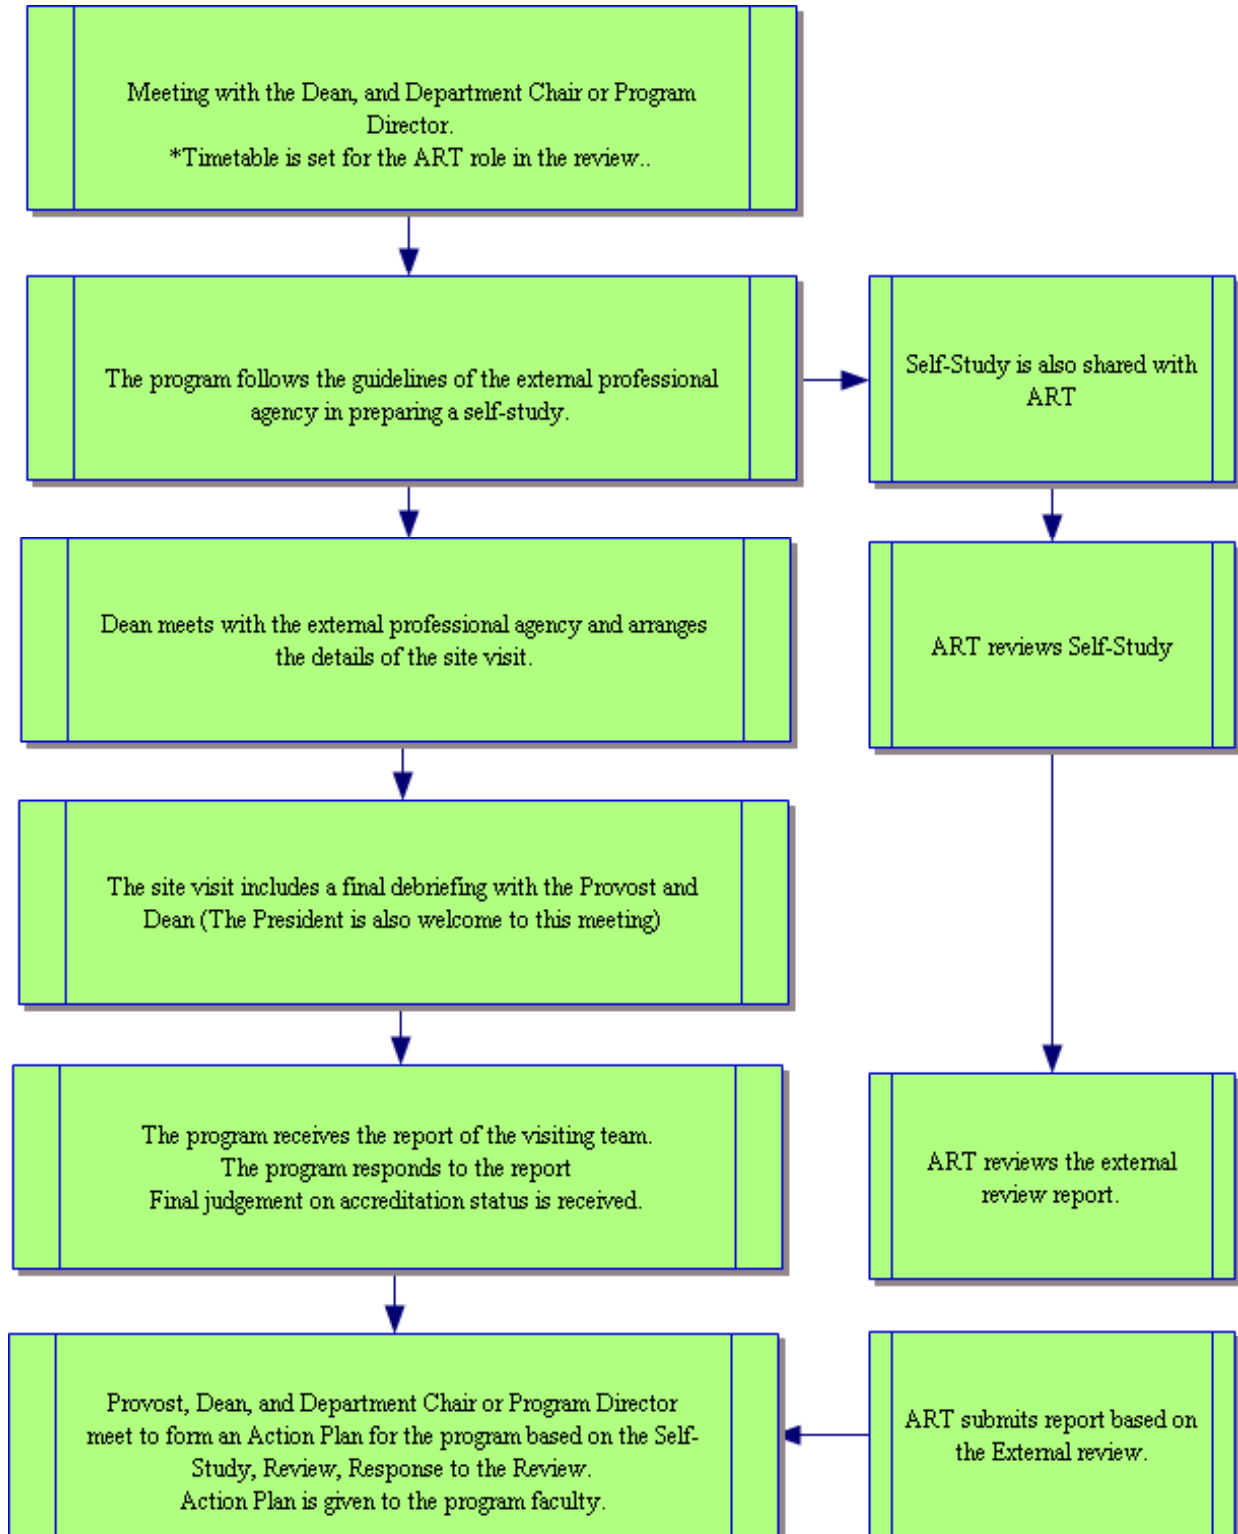 Meeting with the Dean, and Department Chair or Program
Director.
*Timetable is set for the ART role in the review..
The program follows the guidelines of the external professional
agency in preparing a self-study.
Self-Study is also shared with
ART
Dean meets with the external professional agency and arranges
the details of the site visit.
ART reviews Self-Study
The site visit includes a final debriefing with the Provost and
Dean (The President is also welcome to this meeting)
The program receives the report of the visiting team.
The program responds to the report
Final judgement on accreditation status is received.
ART reviews the external
review report.
Provost, Dean, and Department Chair or Program Director
meet to form an Action Plan for the program based on the Self-
Study, Review, Response to the Review.
Action Plan is given to the program faculty.
ART submits report based on
the External review.